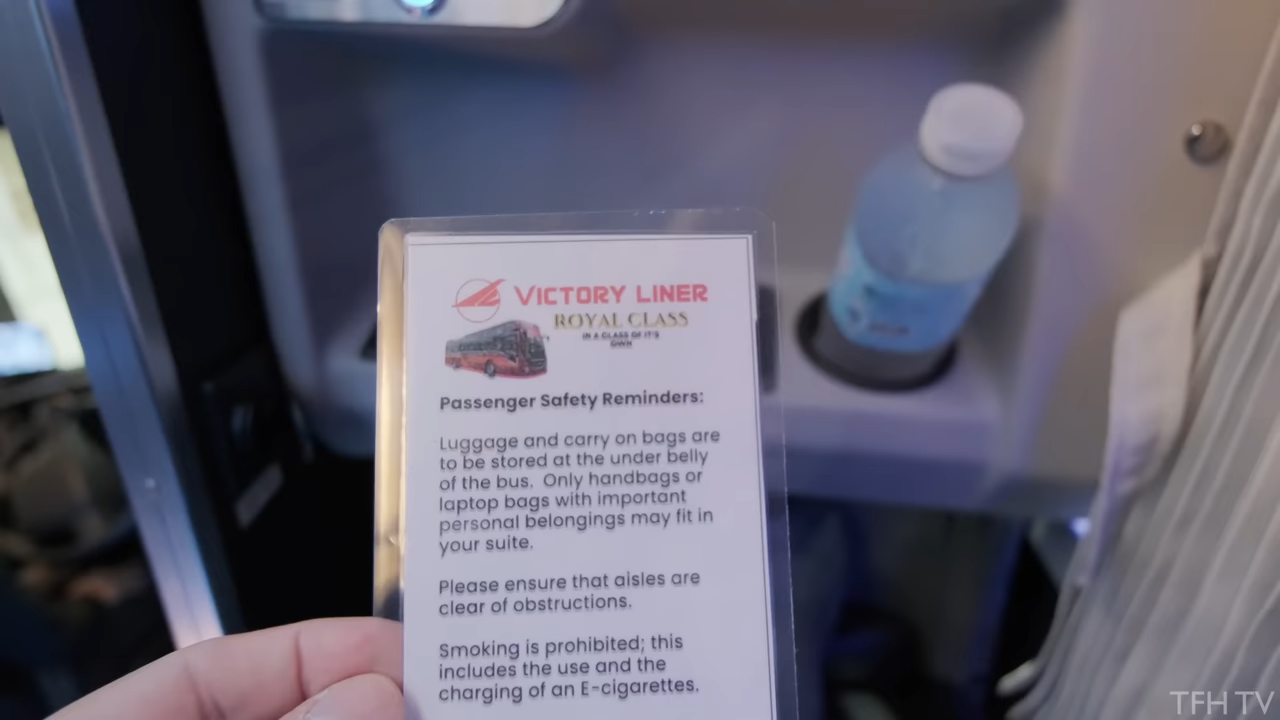 VICTORY LINER
ROYAL CLASS
IN A CLASS OF IT'S
OWN
Passenger Safety Reminders:
Luggage and carry on bags are
to be stored at the under belly
of the bus. Only handbags or
laptop bags with important
personal belongings may fit in
your suite.
Please ensure that aisles are
clear of obstructions.
Smoking is prohibited; this
includes the use and the
charging of an E-cigarettes.
TFH TV